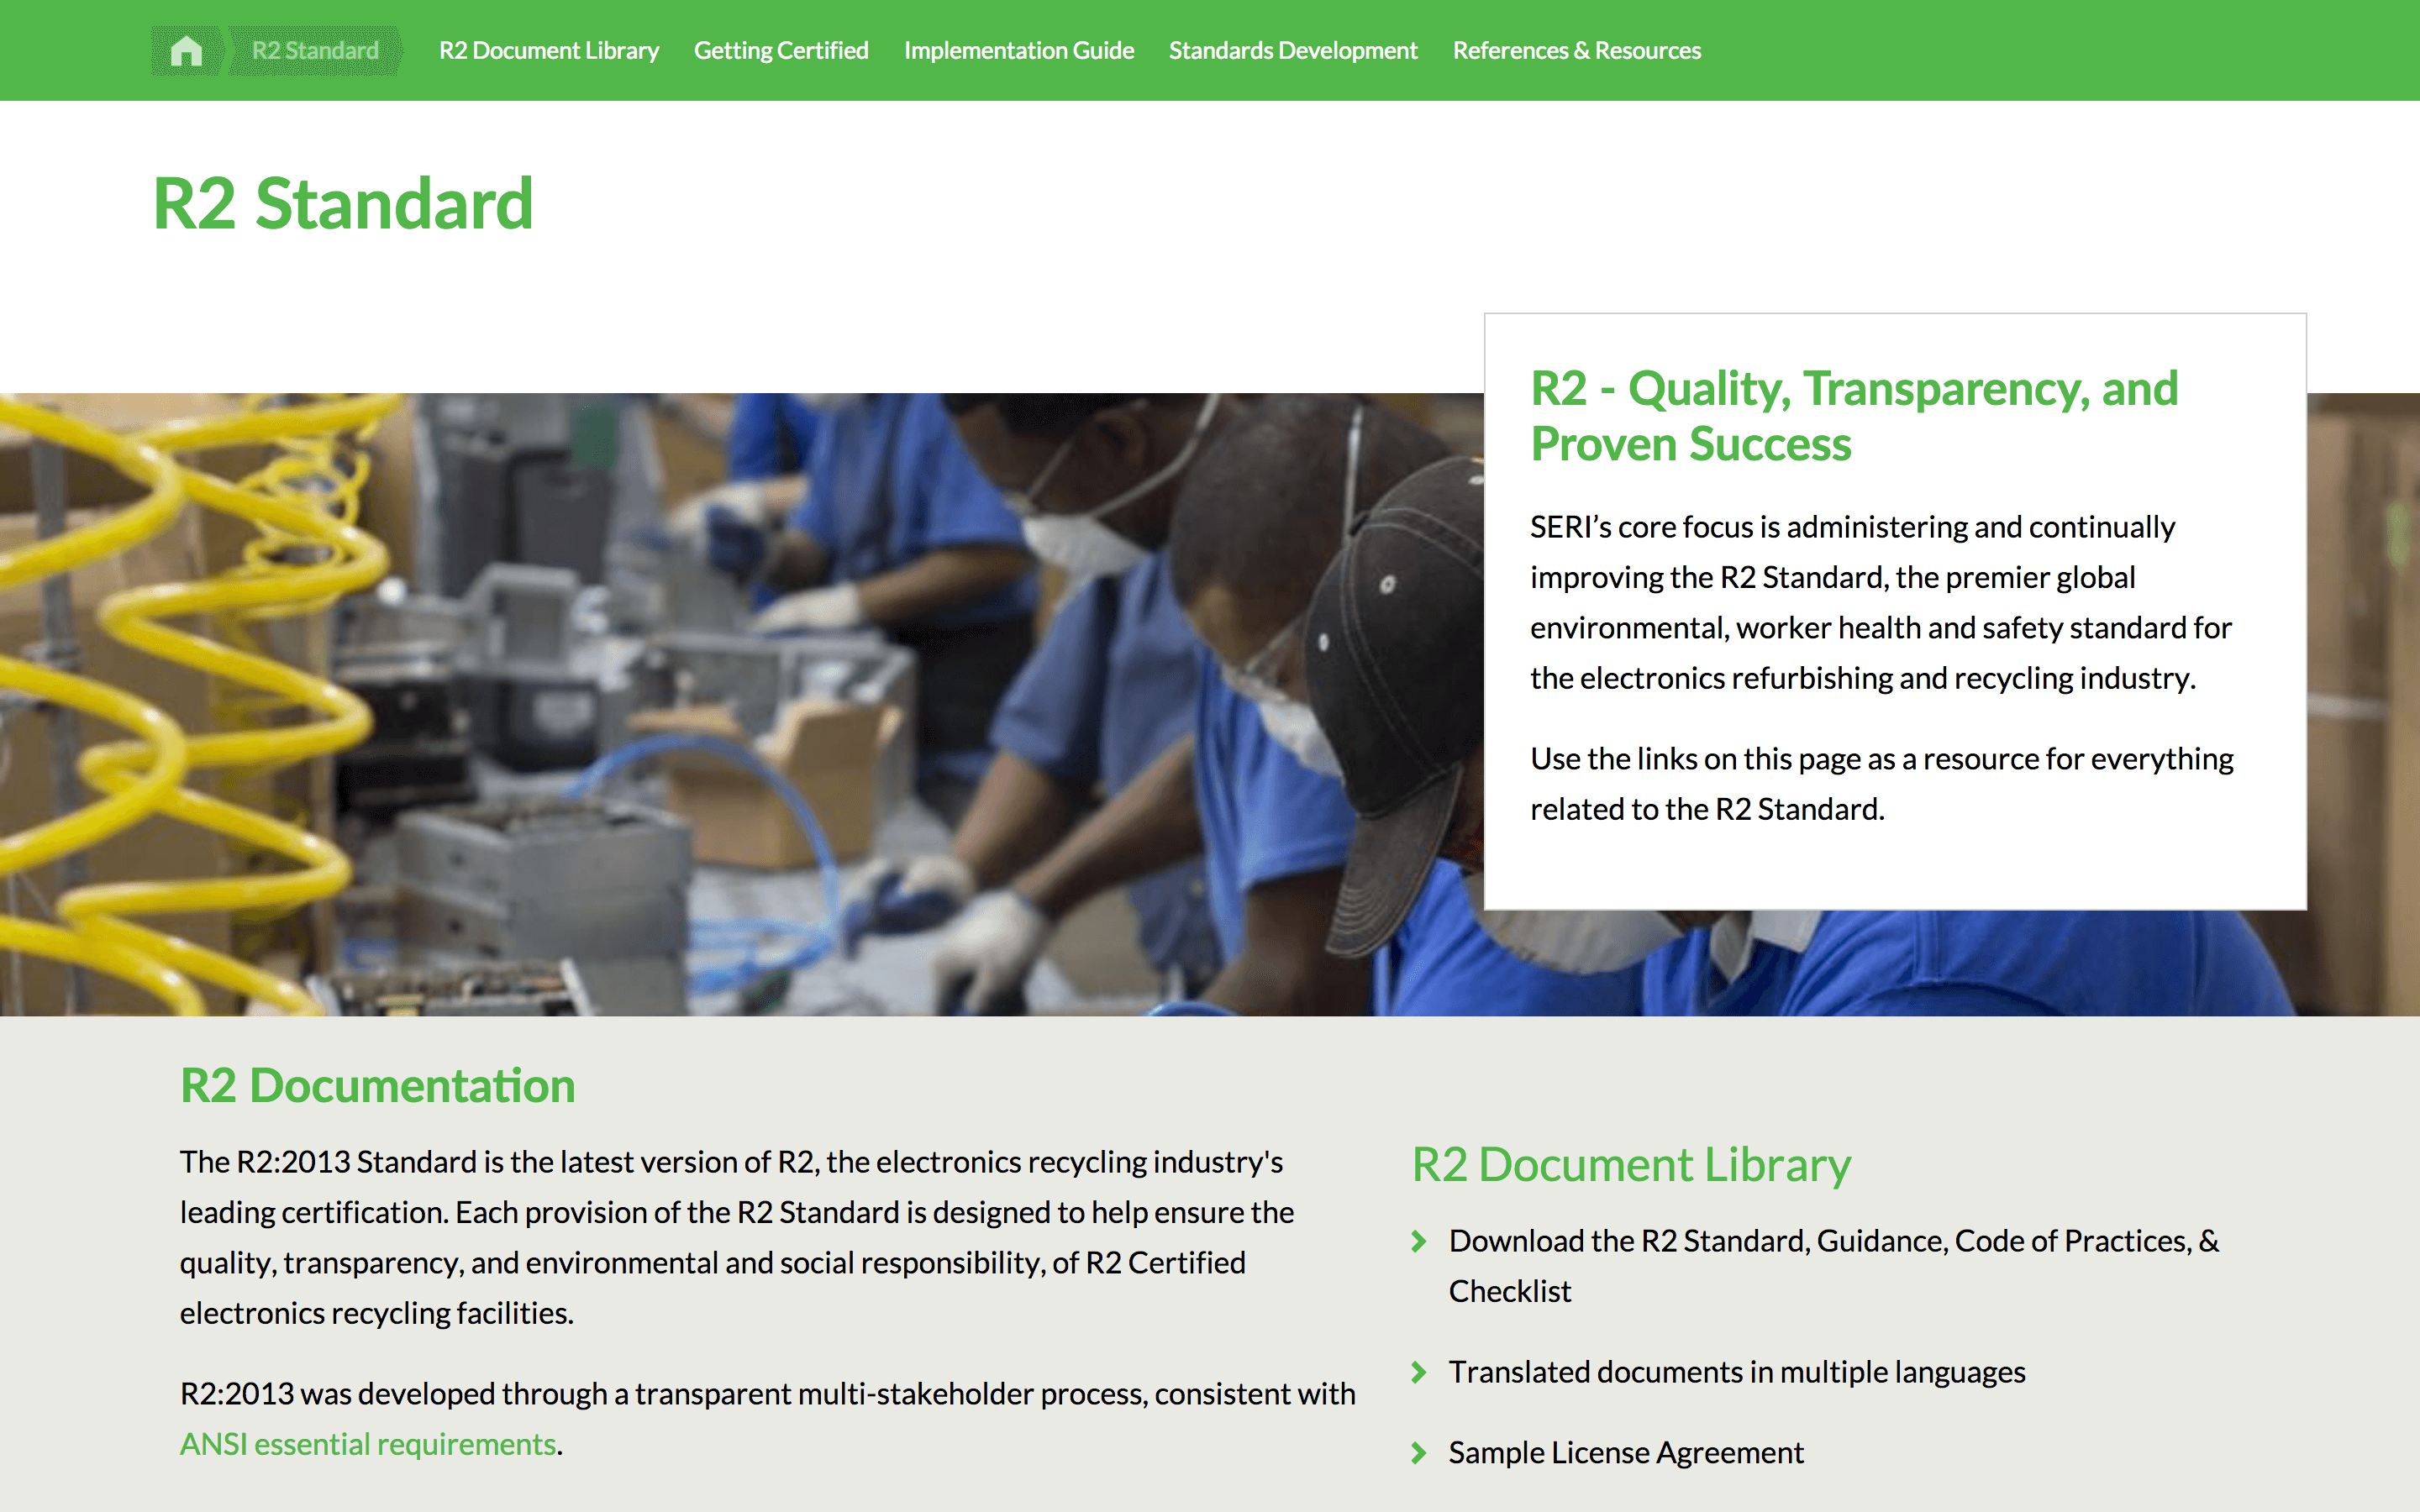 R2 Standard
R2 Document Library
Getting Certified
Implementation Guide
Standards Development
References & Resources
R2 Standard
R2 - Quality, Transparency, and
Proven Success
SERI’s core focus is administering and continually
improving the R2 Standard, the premier global
environmental, worker health and safety standard for
the electronics refurbishing and recycling industry.
Use the links on this page as a resource for everything
related to the R2 Standard.
R2 Documentation
The R2:2013 Standard is the latest version of R2, the electronics recycling industry's
leading certification. Each provision of the R2 Standard is designed to help ensure the
quality, transparency, and environmental and social responsibility, of R2 Certified
electronics recycling facilities.
R2:2013 was developed through a transparent multi-stakeholder process, consistent with
ANSI essential requirements.
R2 Document Library
Download the R2 Standard, Guidance, Code of Practices, &
Checklist
Translated documents in multiple languages
Sample License Agreement